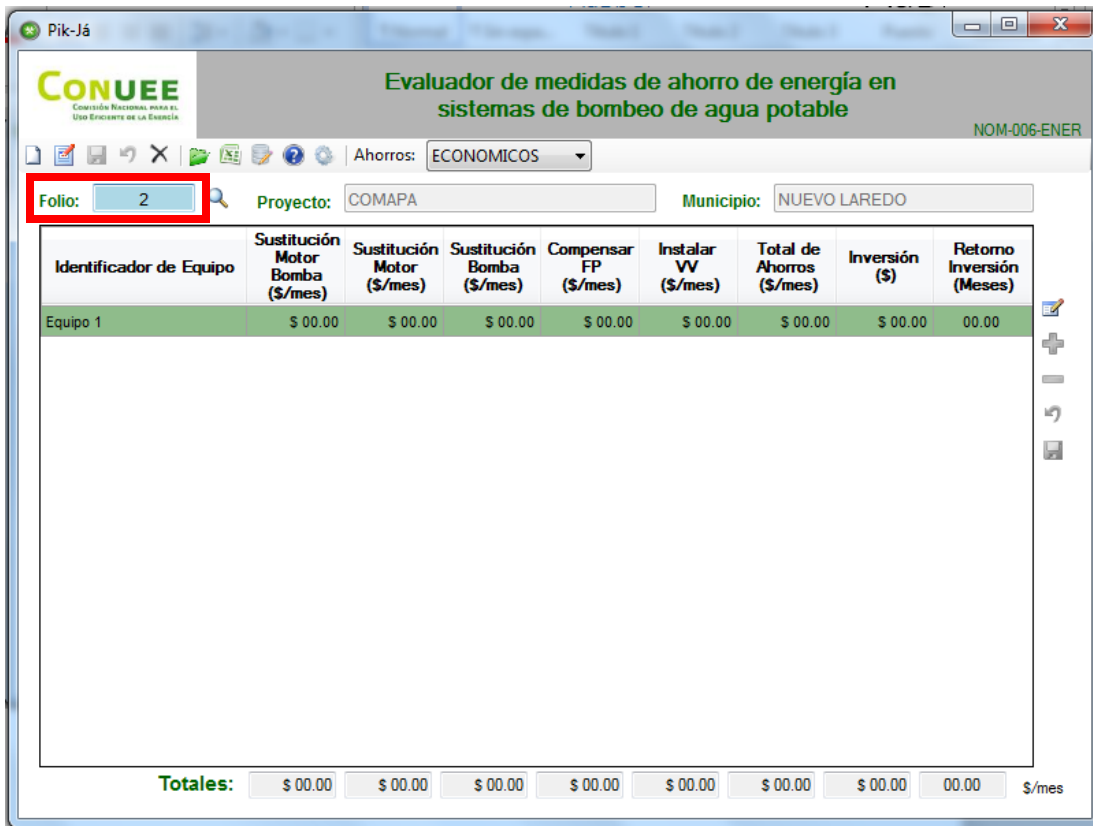 Pik-Já
CONUEE
COMISIÓN NACIONAL PARA EL
USO EFICIENTE DE LA ENERGÍA
Evaluador de medidas de ahorro de energía en
sistemas de bombeo de agua potable
NOM-006-ENER
Ahorros: ECONOMICOS
Folio: 2 Proyecto: COMAPA Municipio: NUEVO LAREDO
Identificador de Equipo
Sustitución
Motor
Bomba
($/mes)
Sustitución
Motor
($/mes)
Sustitución
Bomba
($/mes)
Compensar
FP
($/mes)
Instalar
VV
($/mes)
Total de
Ahorros
($/mes)
Inversión
($)
Retorno
Inversión
(Meses)
Equipo 1 $ 00.00 $ 00.00 $ 00.00 $ 00.00 $ 00.00 $ 00.00 $ 00.00 00.00
Totales: $ 00.00 $ 00.00 $ 00.00 $ 00.00 $ 00.00 $ 00.00 $ 00.00 00.00 $/mes